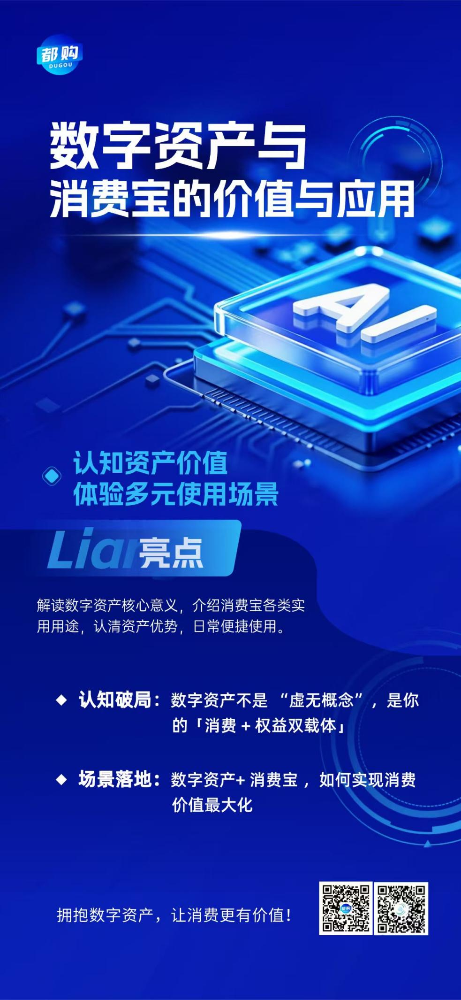 都购
DUGOU
数字资产与
消费宝的价值与应用
AI
认知资产价值
体验多元使用场景
Lian亮点
解读数字资产核心意义，介绍消费宝各类实
用用途，认清资产优势，日常便捷使用。
认知破局：数字资产不是 “虚无概念” ，是你
的「消费 + 权益双载体」
场景落地：数字资产+ 消费宝 ，如何实现消费
价值最大化
拥抱数字资产，让消费更有价值！
都购